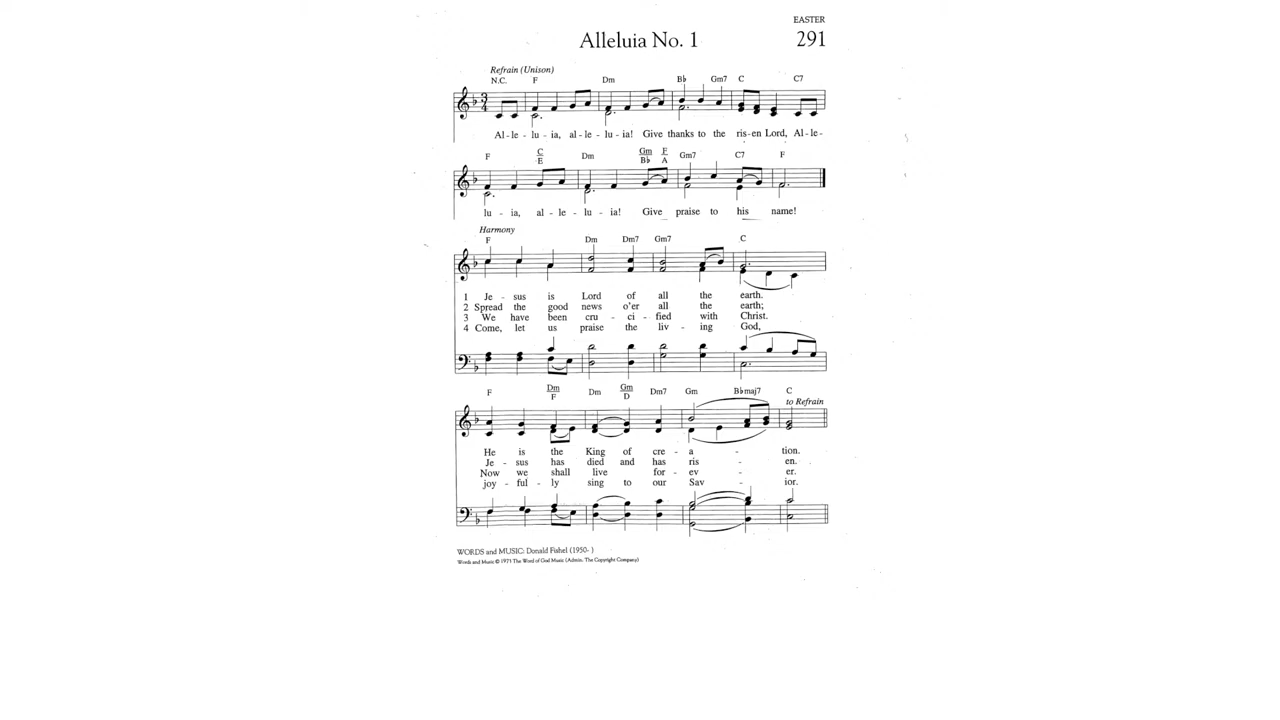 EASTER
Alleluia No. 1
291
Refrain (Unison)
N.C. F Dm B♭ Gm7 C C7
Al - le - lu - ia, al - le - lu - ia! Give thanks to the ris - en Lord, Al - le -
F C/E Dm Gm/B♭ F/A Gm7 C7 F
lu - ia, al - le - lu - ia! Give praise to his name!
Harmony
F Dm Dm7 Gm7 C
1 Je - sus is Lord of all the earth.
2 Spread the good news o'er all the earth;
3 We have been cru - ci - fied with Christ.
4 Come, let us praise the liv - ing God,
F Dm/F Dm Gm/D Dm7 Gm B♭maj7 C
to Refrain
He is the King of cre - a - tion.
Je - sus has died and has ris - en.
Now we shall live for - ev - er.
joy - ful - ly sing to our Sav - ior.
WORDS and MUSIC: Donald Fishel (1950- )
Words and Music © 1973 The Word of God Music (Admin. The Copyright Company)